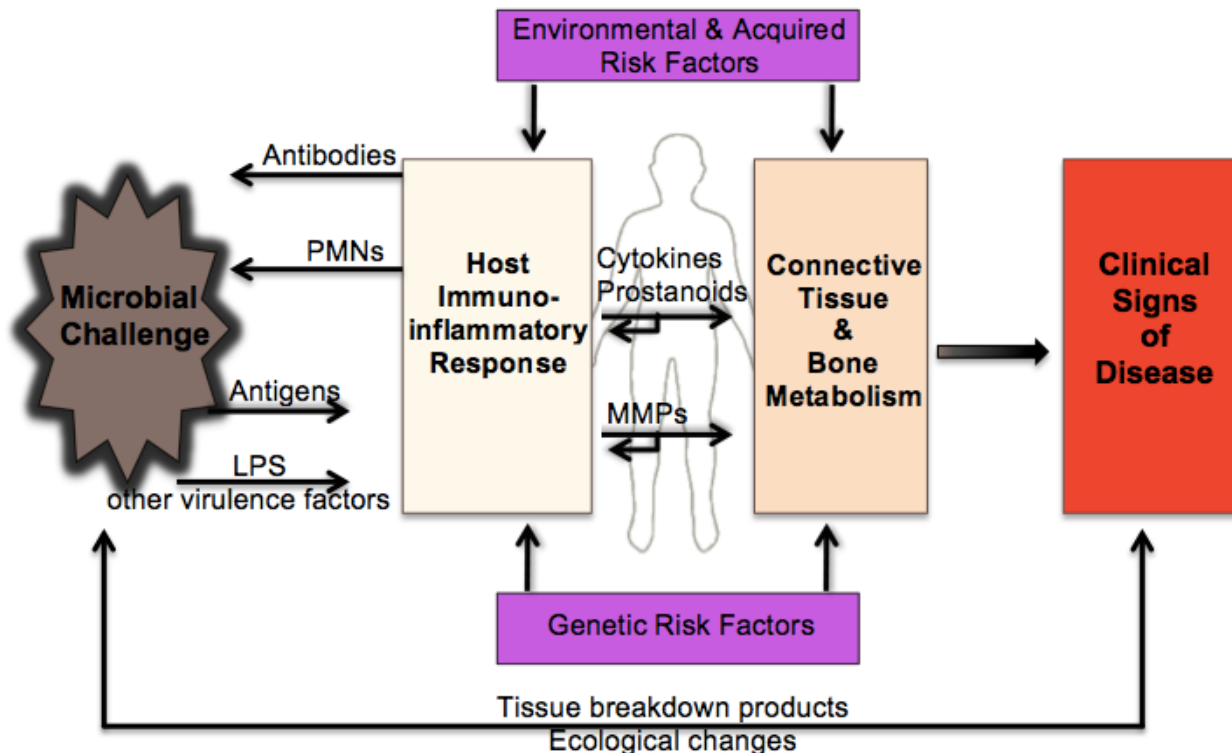 Environmental & Acquired
Risk Factors
Antibodies
PMNs
Microbial
Challenge
Antigens
LPS
other virulence factors
Host
Immuno-
inflammatory
Response
Cytokines
Prostanoids
MMPs
Connective
Tissue
&
Bone
Metabolism
Clinical
Signs
of
Disease
Genetic Risk Factors
Tissue breakdown products
Ecological changes